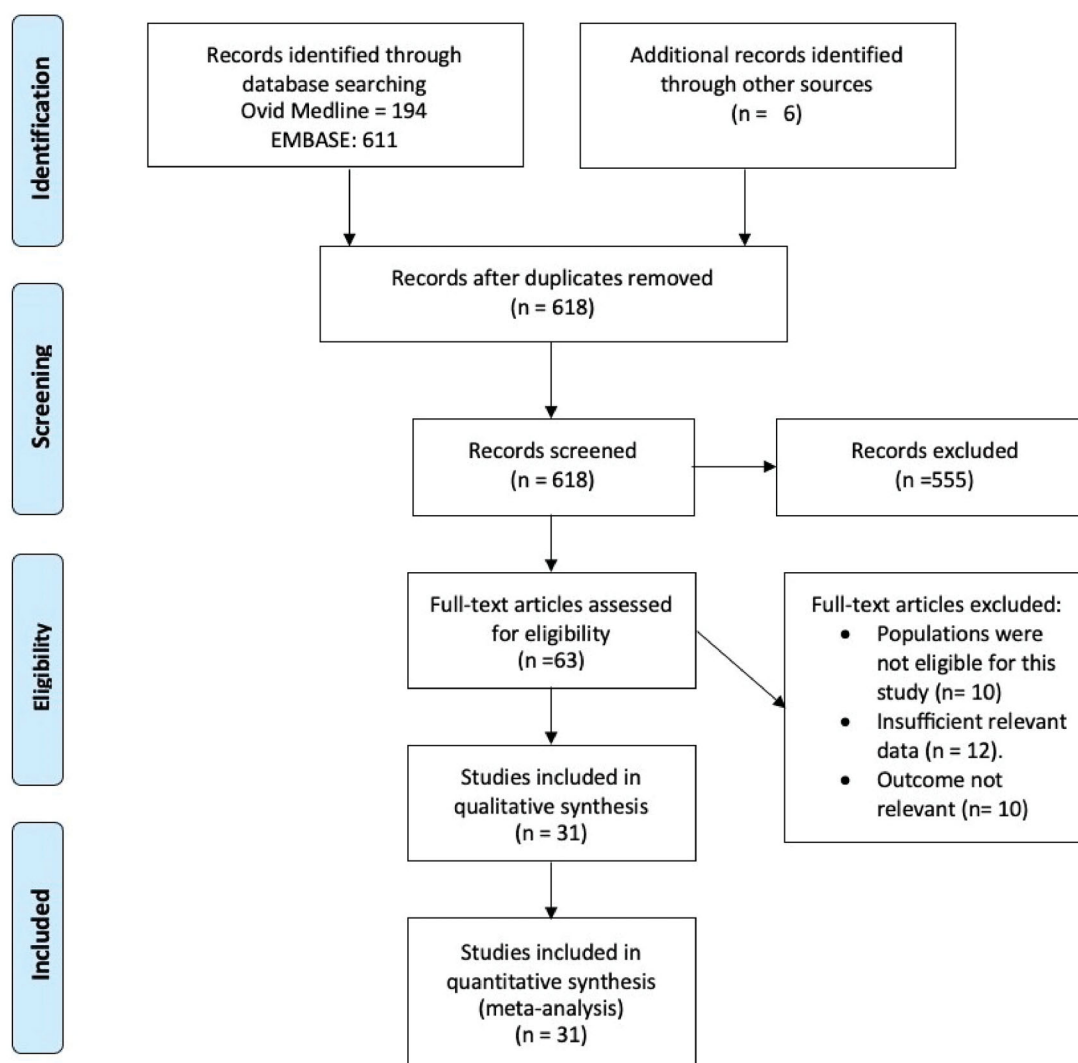 Identification
Records identified through
database searching
Ovid Medline = 194
EMBASE: 611
Additional records identified
through other sources
(n =   6)
Records after duplicates removed
(n = 618)
Screening
Records screened
(n = 618)
Records excluded
(n =555)
Eligibility
Full-text articles assessed
for eligibility
(n =63)
Full-text articles excluded:
• Populations were
not eligible for this
study (n= 10)
• Insufficient relevant
data (n = 12).
• Outcome not
relevant (n= 10)
Studies included in
qualitative synthesis
(n = 31)
Included
Studies included in
quantitative synthesis
(meta-analysis)
(n = 31)